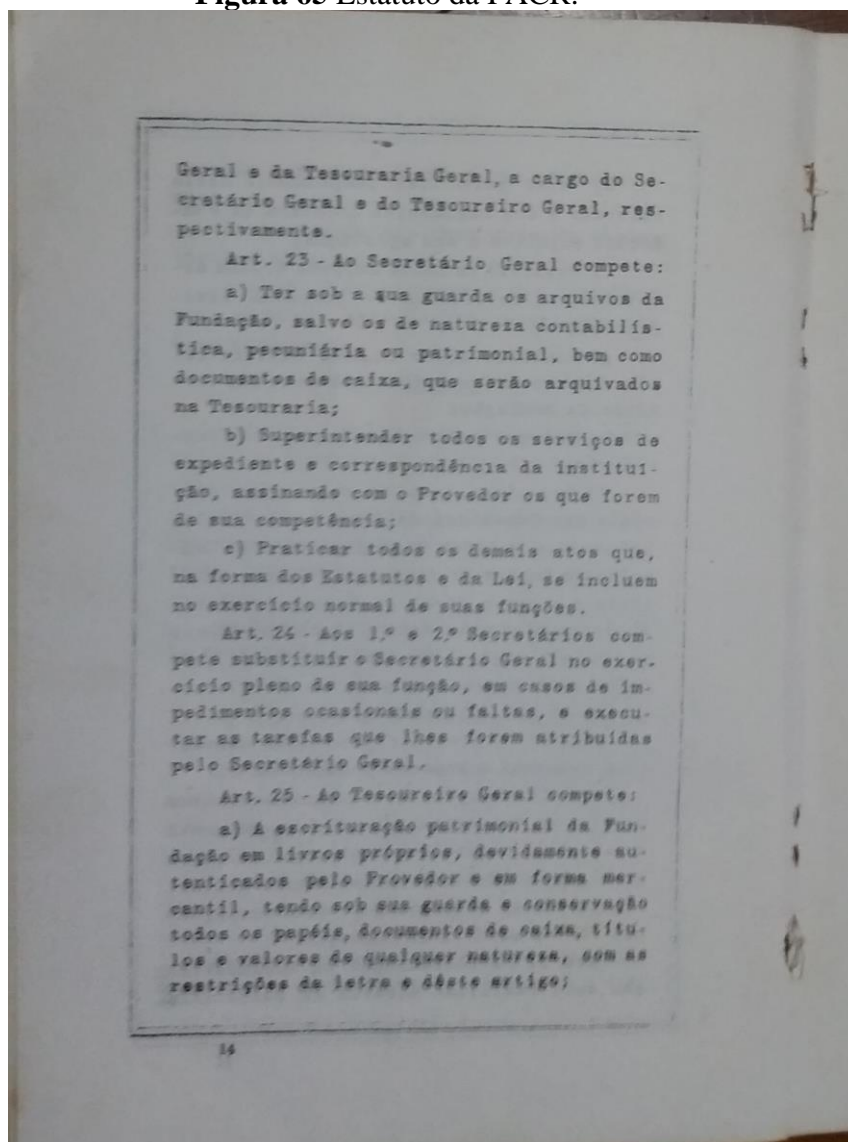 Figura 65 Estatuto da FACR.
Geral e da Tesouraria Geral, a cargo do Se-
cretário Geral e do Tesoureiro Geral, res-
pectivamente.
Art. 23 - Ao Secretário Geral compete:
a) Ter sob a sua guarda os arquivos da
Fundação, salvo os de natureza contabilís-
tica, pecuniária ou patrimonial, bem como
documentos de caixa, que serão arquivados
na Tesouraria;
b) Superintender todos os serviços de
expediente e correspondência da institui-
ção, assinando com o Provedor os que forem
de sua competência;
c) Praticar todos os demais atos que,
na forma dos Estatutos e da Lei, se incluem
no exercício normal de suas funções.
Art. 24 - Aos 1.º e 2.º Secretários com-
pete substituir o Secretário Geral no exer-
cício pleno de sua função, em casos de im-
pedimentos ocasionais ou faltas, e execu-
tar as tarefas que lhes forem atribuídas
pelo Secretário Geral.
Art. 25 - Ao Tesoureiro Geral compete:
a) A escrituração patrimonial da Fun-
dação em livros próprios, devidamente au-
tenticados pelo Provedor e em forma mer-
cantil, tendo sob sua guarda e conservação
todos os papéis, documentos de caixa, títu-
los e valores de qualquer natureza, com as
restrições da letra e dêste artigo;
14